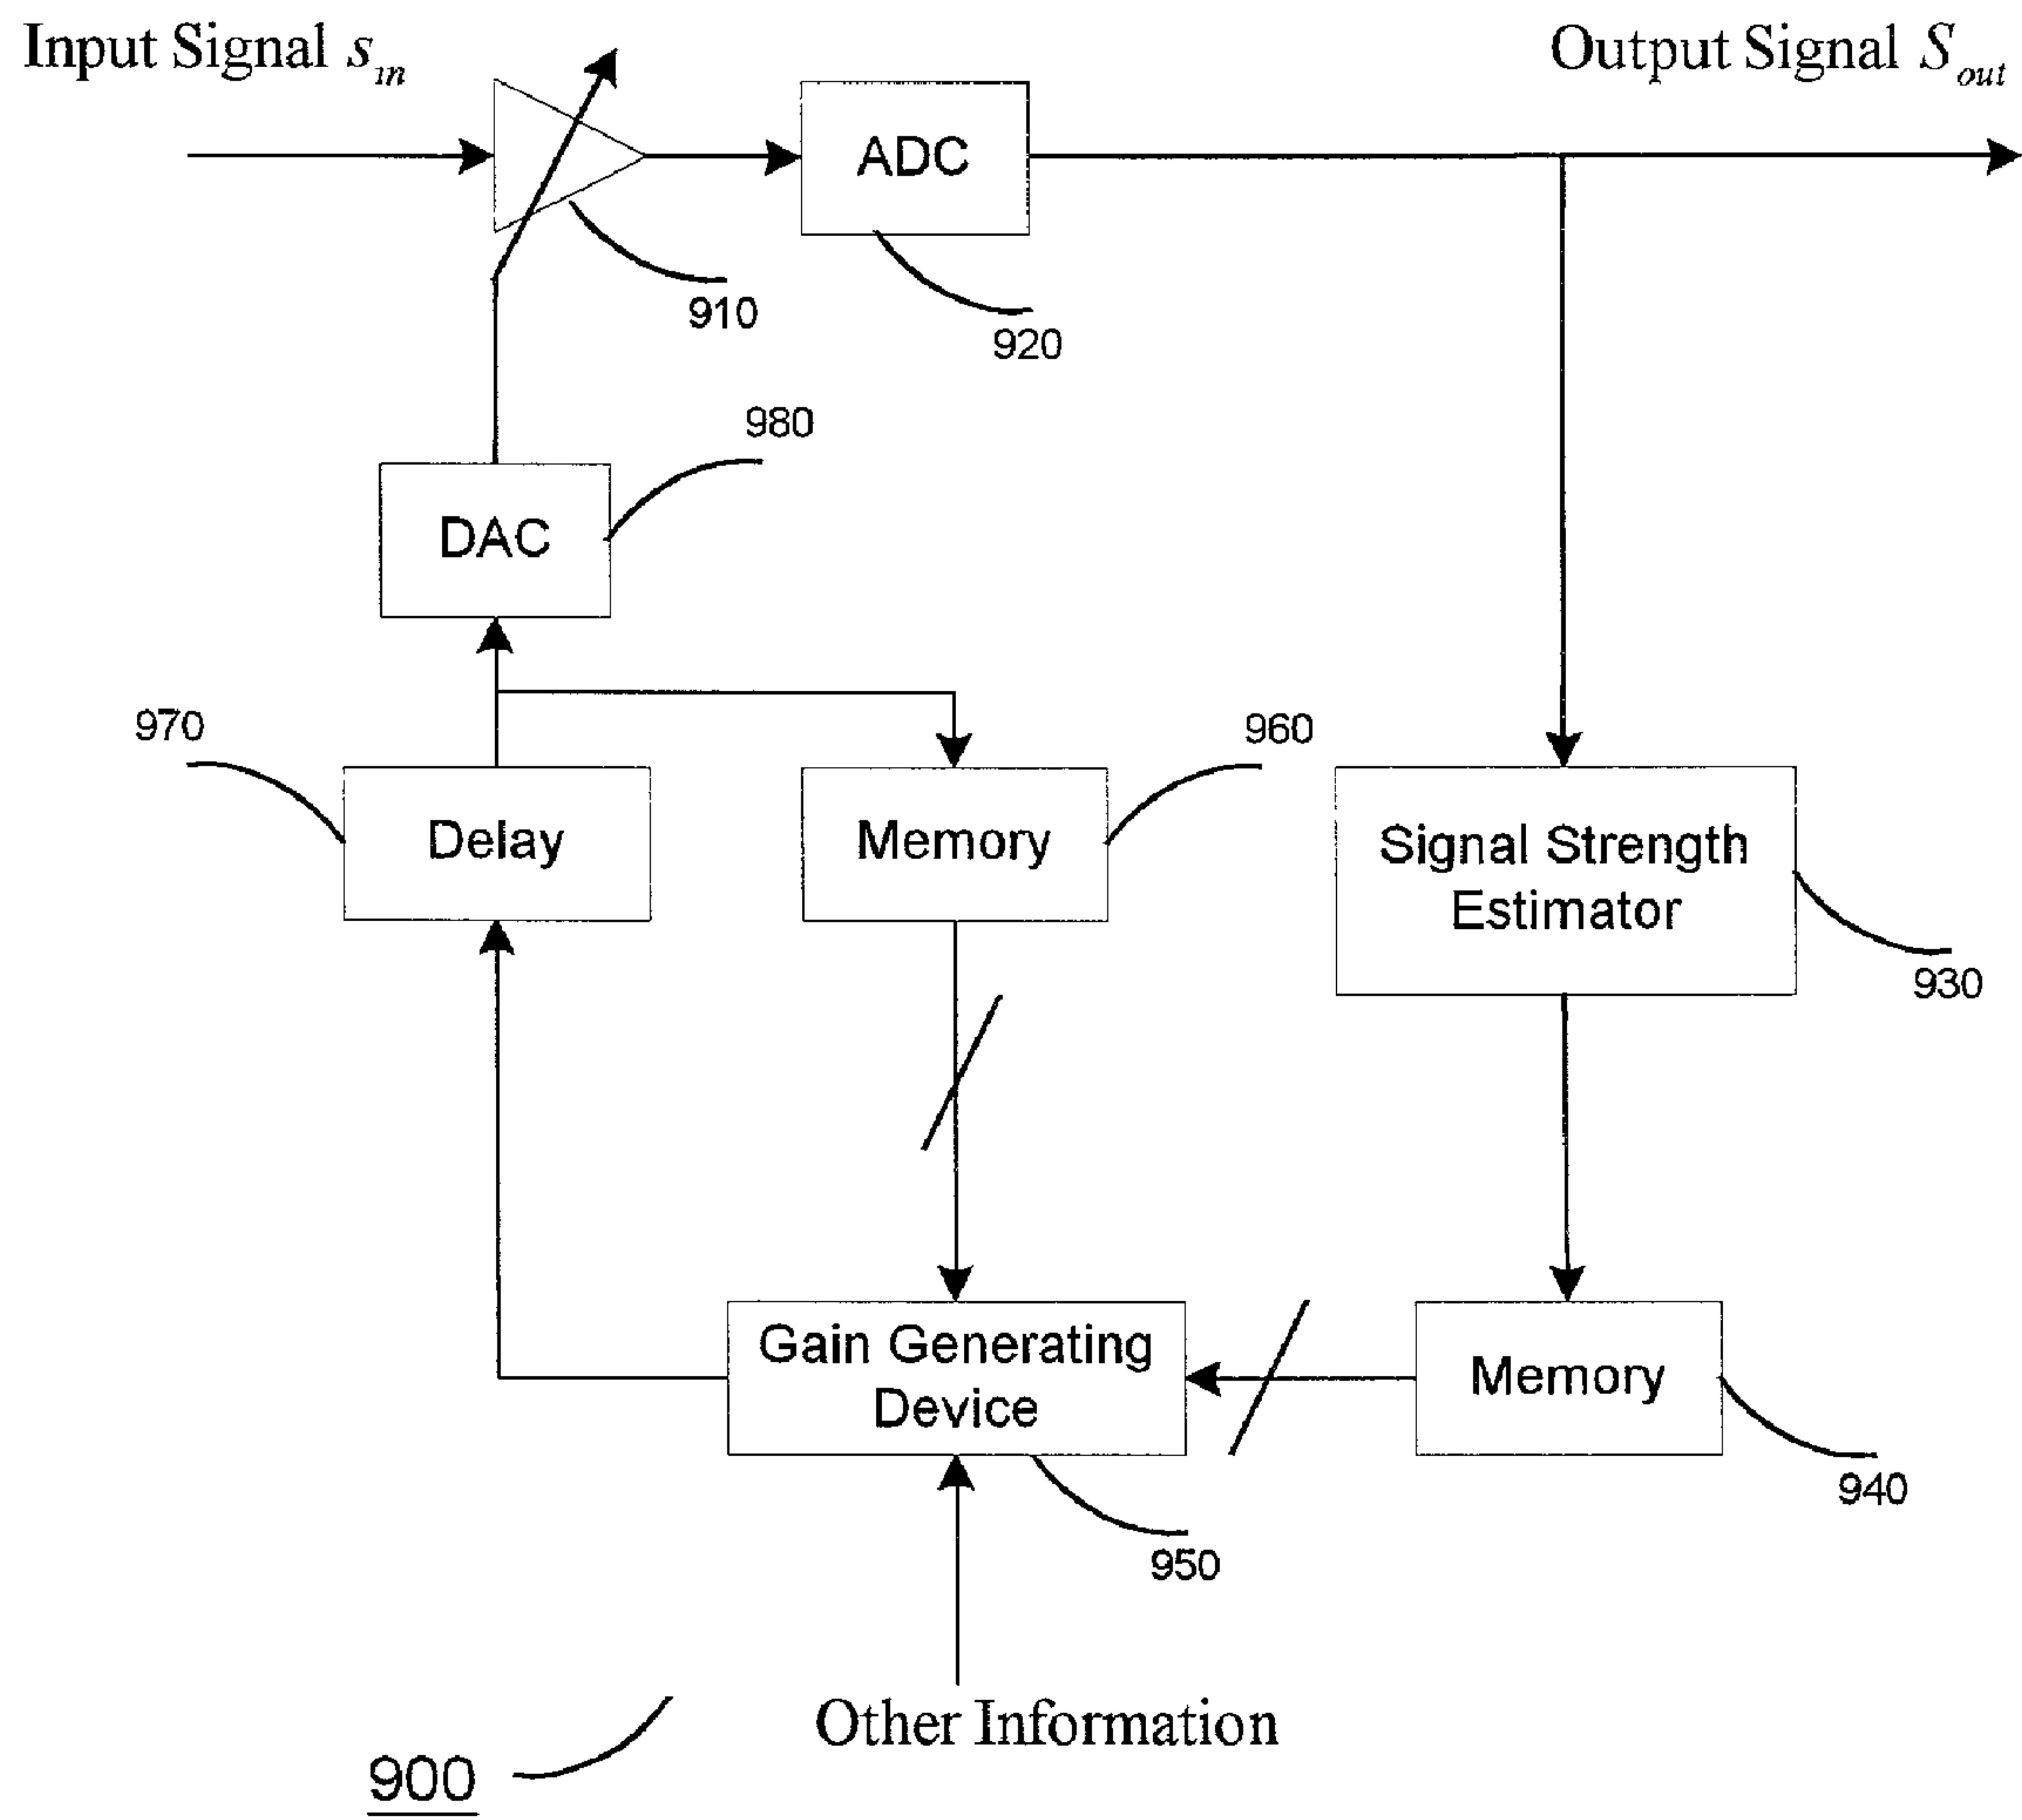 Input Signal s_in
Output Signal S_out
ADC
910
920
980
DAC
970
960
Delay
Memory
Signal Strength
Estimator
930
Gain Generating
Device
Memory
940
950
Other Information
900